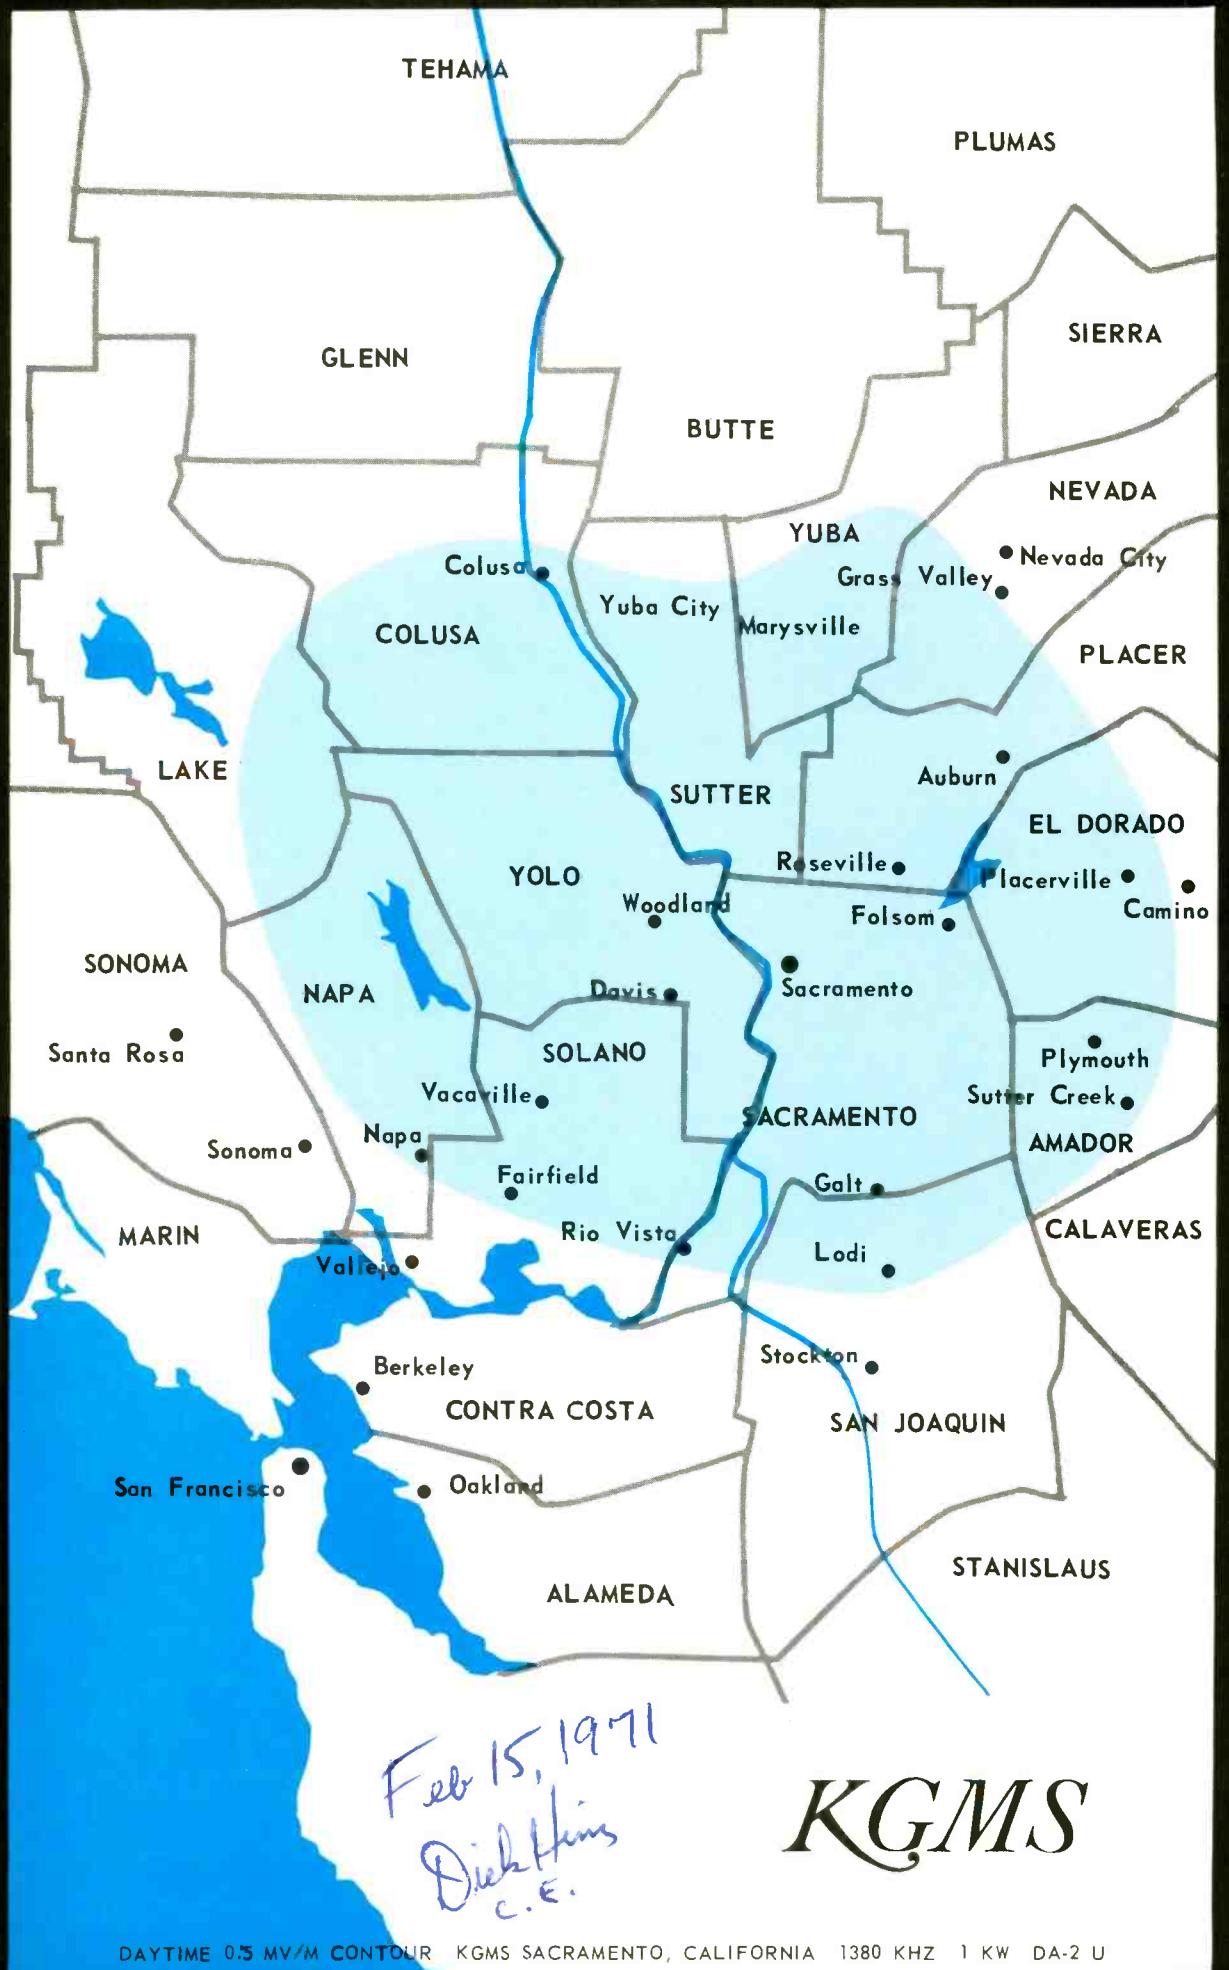 TEHAMA
PLUMAS
SIERRA
GLENN
BUTTE
NEVADA
YUBA
Nevada City
Colusa
Grass Valley
Yuba City
Marysville
COLUSA
PLACER
LAKE
Auburn
SUTTER
EL DORADO
Roseville
YOLO
Placerville
Woodland
Camino
Folsom
SONOMA
NAPA
Davis
Sacramento
Santa Rosa
SOLANO
Plymouth
Vacaville
Sutter Creek
SACRAMENTO
Napa
AMADOR
Sonoma
Fairfield
Galt
MARIN
Rio Vista
CALAVERAS
Lodi
Vallejo
Stockton
Berkeley
CONTRA COSTA
SAN JOAQUIN
San Francisco
Oakland
STANISLAUS
ALAMEDA
Feb 15, 1971
Dick
C.E.
KGMS
DAYTIME 0.5 MV/M CONTOUR KGMS SACRAMENTO, CALIFORNIA 1380 KHZ 1 KW DA-2 U